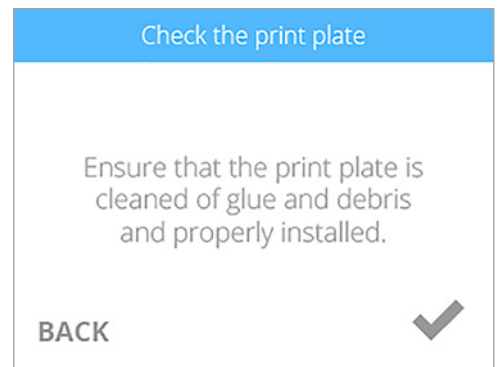 Check the print plate
Ensure that the print plate is
cleaned of glue and debris
and properly installed.
BACK